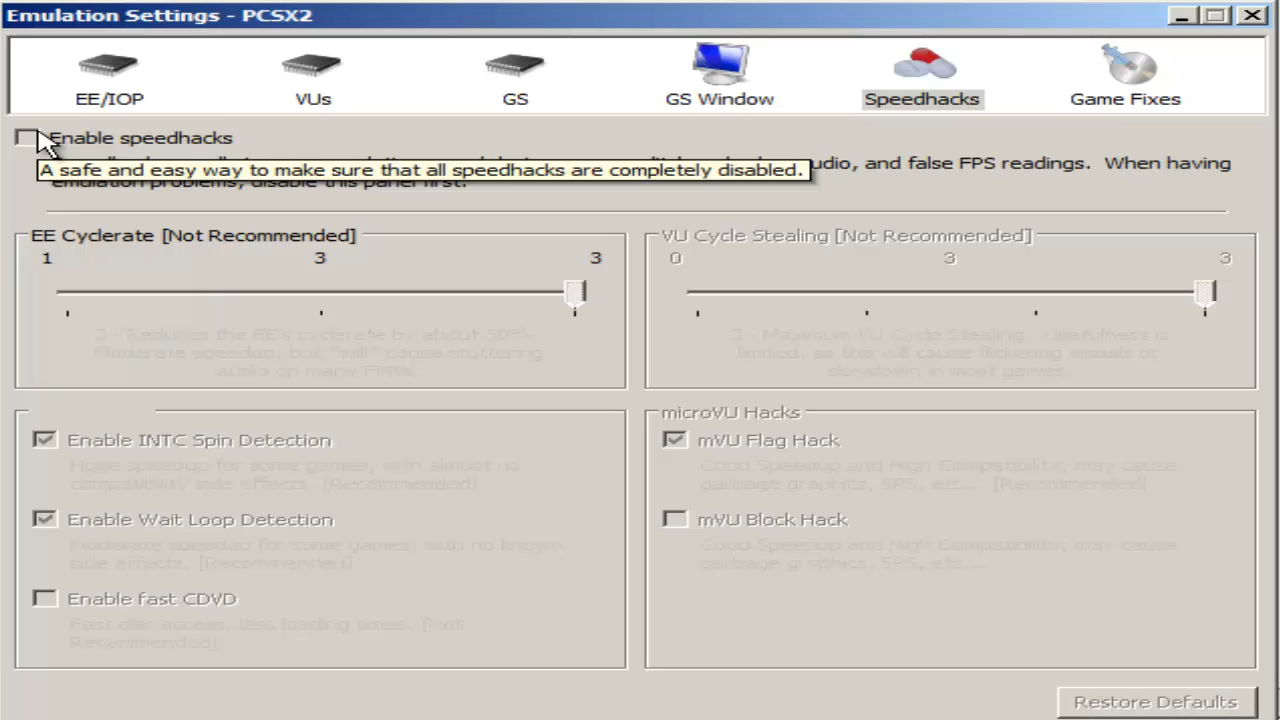 Emulation Settings - PCSX2
EE/IOP
VUs
GS
GS Window
Speedhacks
Game Fixes
Enable speedhacks
A safe and easy way to make sure that all speedhacks are completely disabled.
udio, and false FPS readings. When having
emulation problems, disable this panel first.
EE Cyclerate [Not Recommended]
1 3 3
3 - Reduces the EE's cyclerate by about 50%.
Moderate speedup, but *will* cause stuttering
audio on many FMVs.
VU Cycle Stealing [Not Recommended]
0 3 3
3 - Maximum VU Cycle Stealing. Usefulness is
limited, as this will cause flickering visuals or
slowdown in most games.
Enable INTC Spin Detection
Huge speedup for some games, with almost no
compatibility side effects. [Recommended]
Enable Wait Loop Detection
Moderate speedup for some games, with no known
side effects. [Recommended]
Enable fast CDVD
Fast disc access, less loading times. [Not
Recommended]
microVU Hacks
mVU Flag Hack
Good Speedup and High Compatibility, may cause
garbage graphics, SPS, etc... [Recommended]
mVU Block Hack
Good Speedup and High Compatibility, may cause
garbage graphics, SPS, etc...
Restore Defaults